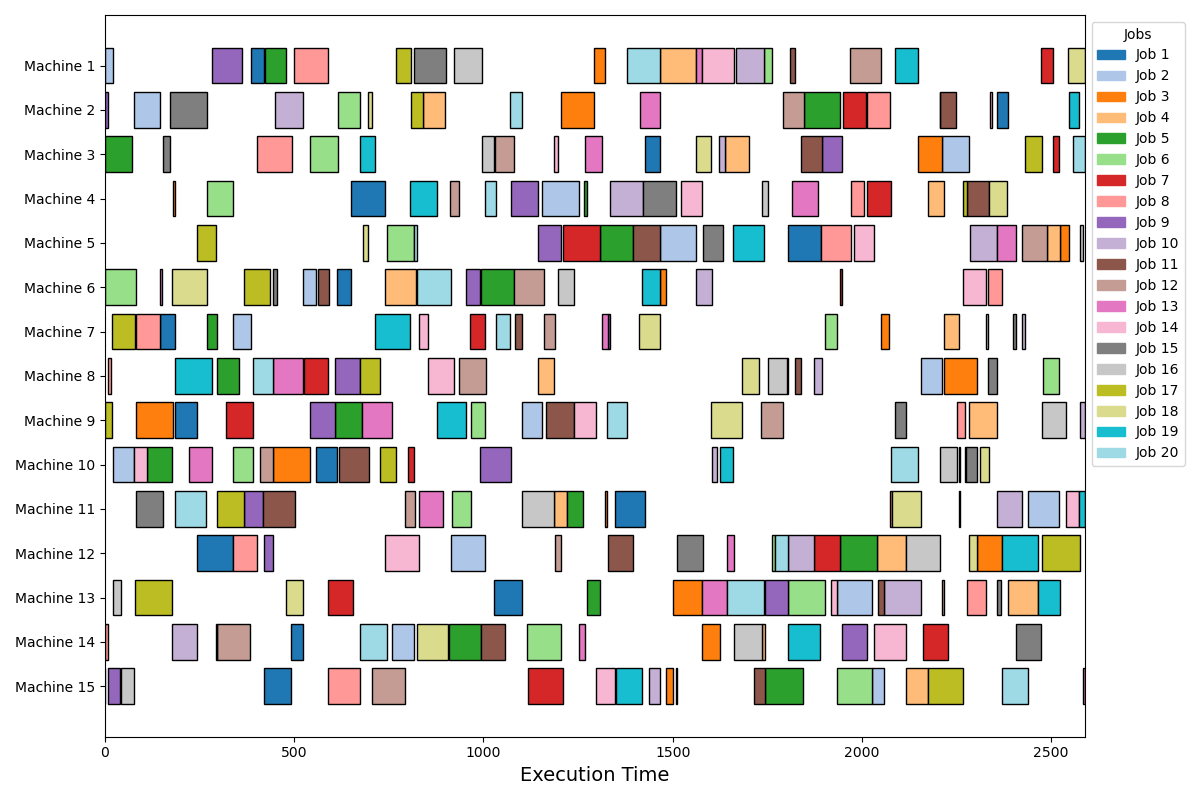 Machine 1
Machine 2
Machine 3
Machine 4
Machine 5
Machine 6
Machine 7
Machine 8
Machine 9
Machine 10
Machine 11
Machine 12
Machine 13
Machine 14
Machine 15
0 500 1000 1500 2000 2500
Execution Time
Jobs
Job 1
Job 2
Job 3
Job 4
Job 5
Job 6
Job 7
Job 8
Job 9
Job 10
Job 11
Job 12
Job 13
Job 14
Job 15
Job 16
Job 17
Job 18
Job 19
Job 20